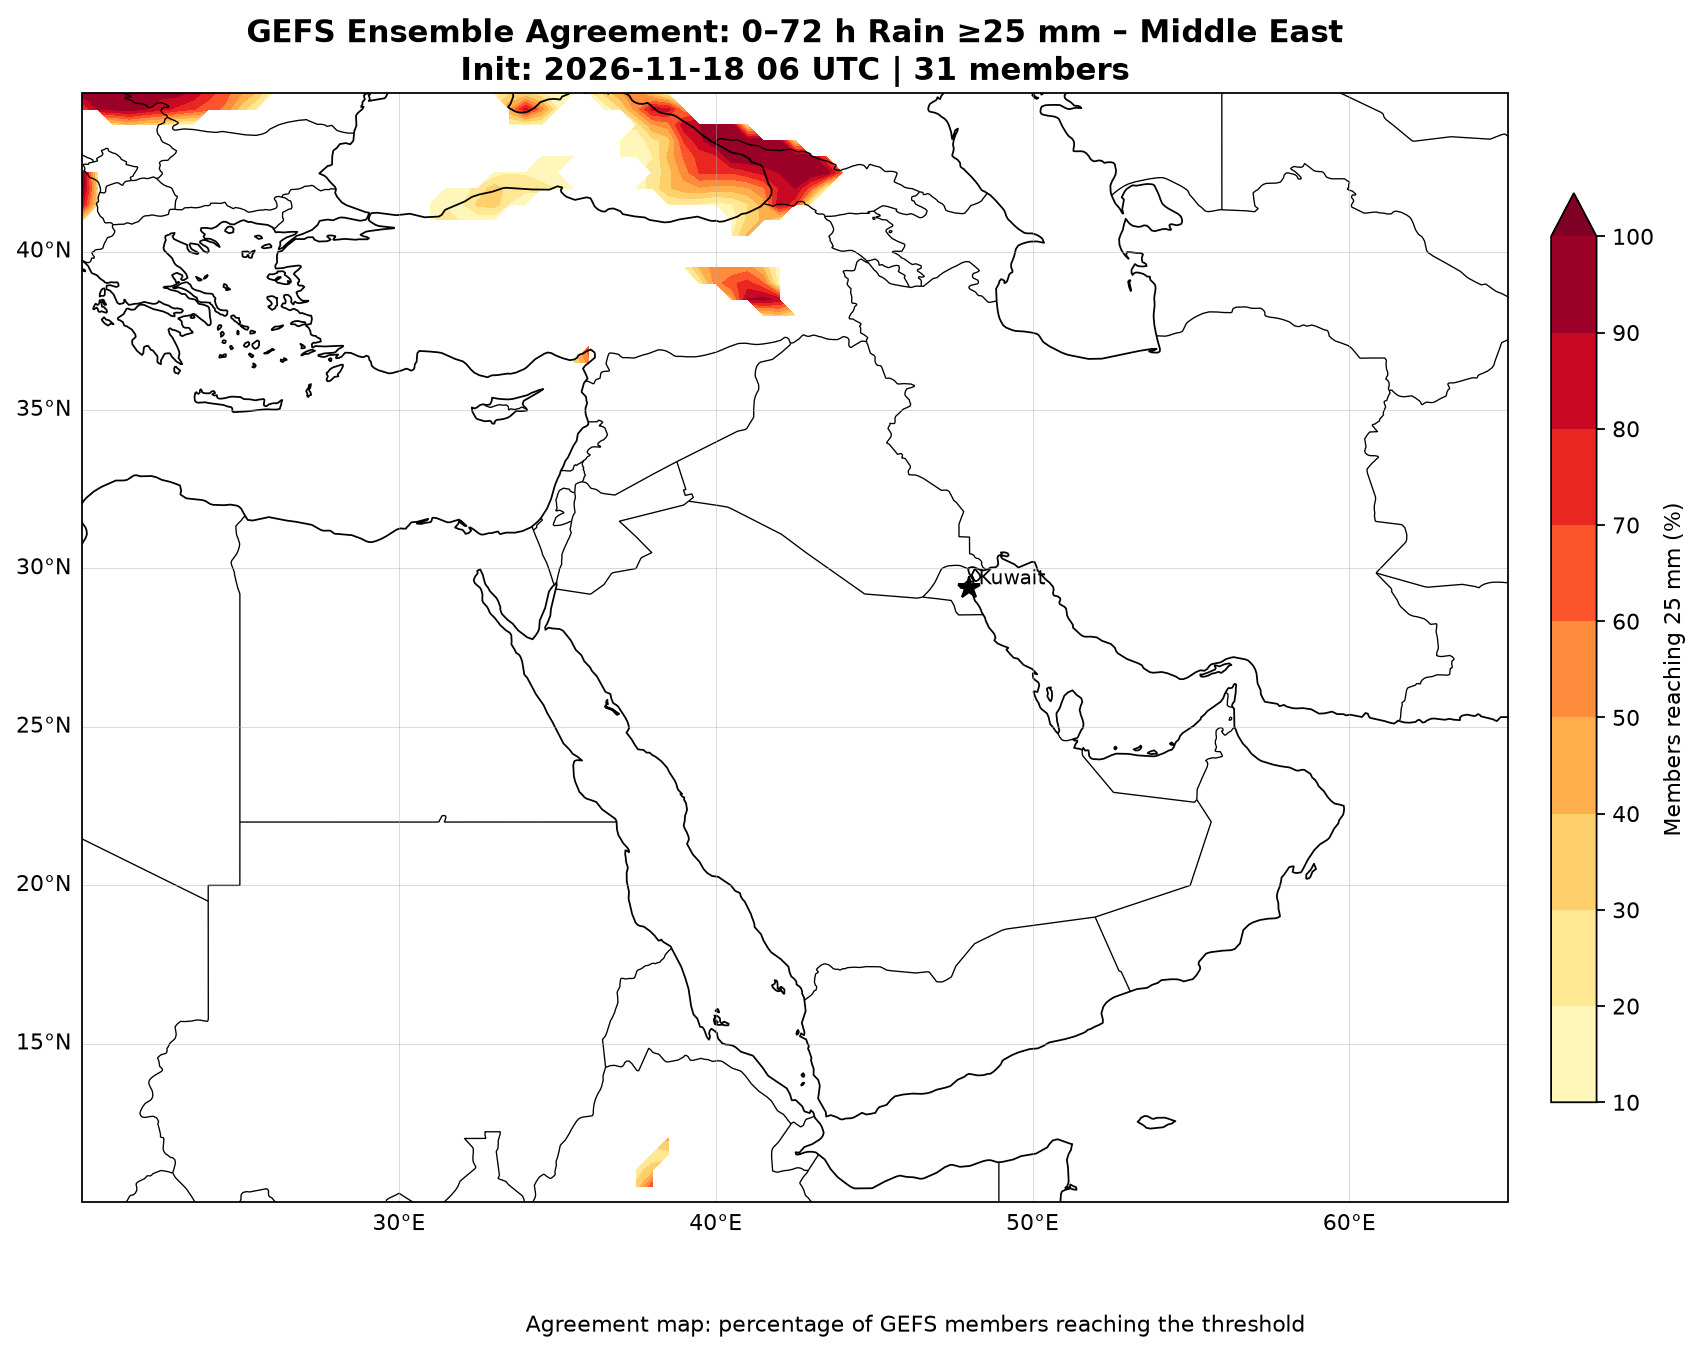 GEFS Ensemble Agreement: 0–72 h Rain ≥25 mm – Middle East
Init: 2026-11-18 06 UTC | 31 members
40°N
35°N
30°N
25°N
20°N
15°N
30°E
40°E
50°E
60°E
Kuwait
100
90
80
70
60
50
40
30
20
10
Members reaching 25 mm (%)
Agreement map: percentage of GEFS members reaching the threshold